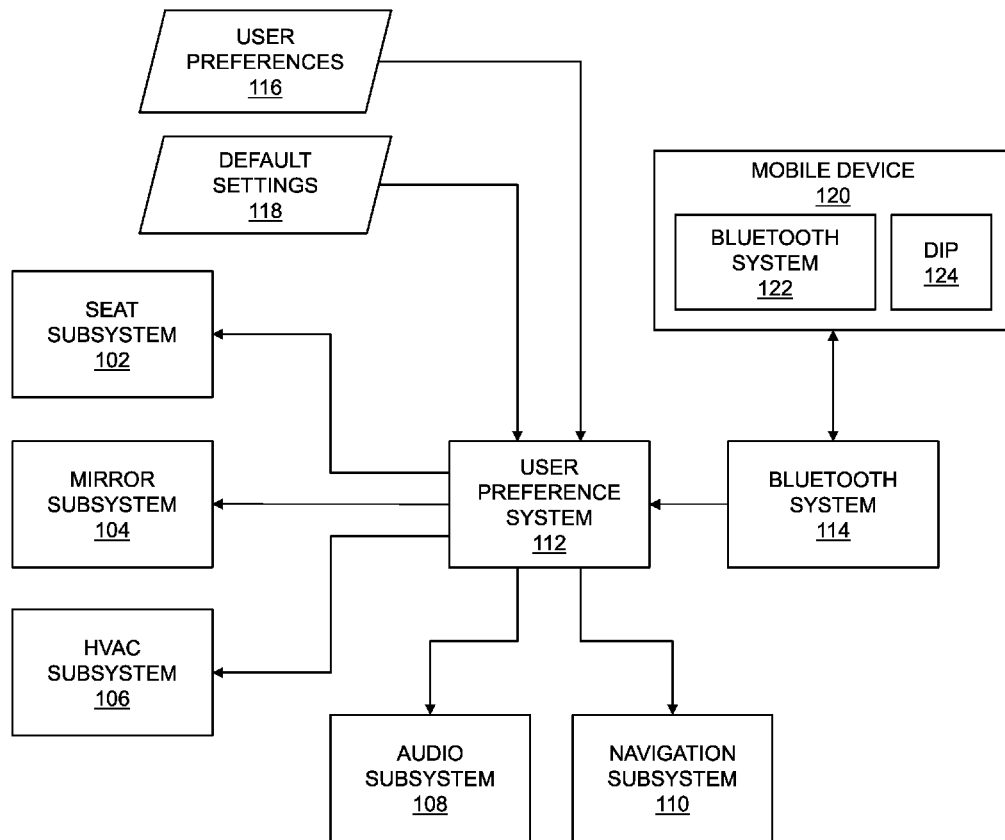 USER
PREFERENCES
116
DEFAULT
SETTINGS
118
MOBILE DEVICE
120
BLUETOOTH
SYSTEM
122
DIP
124
SEAT
SUBSYSTEM
102
MIRROR
SUBSYSTEM
104
USER
PREFERENCE
SYSTEM
112
BLUETOOTH
SYSTEM
114
HVAC
SUBSYSTEM
106
AUDIO
SUBSYSTEM
108
NAVIGATION
SUBSYSTEM
110